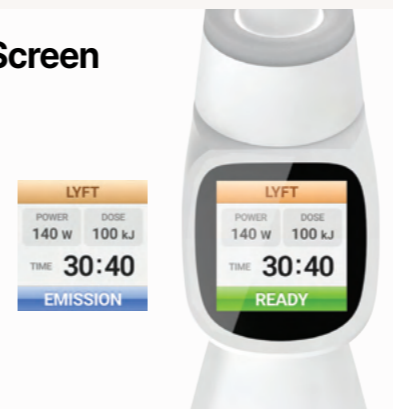 Screen
LYFT
POWER DOSE
140 W 100 kJ
TIME 30:40
EMISSION
LYFT
POWER DOSE
140 W 100 kJ
TIME 30:40
READY